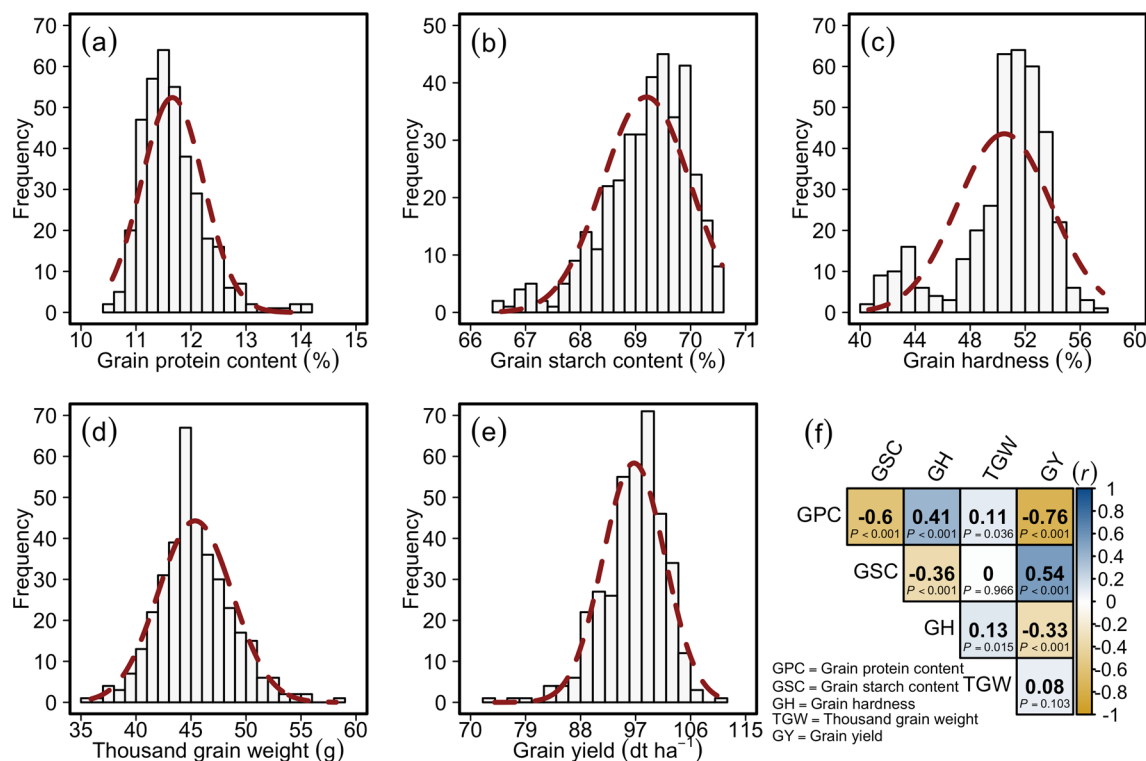 (a)
Frequency
70
60
50
40
30
20
10
0
10 11 12 13 14 15
Grain protein content (%)
(b)
Frequency
50
40
30
20
10
0
66 67 68 69 70 71
Grain starch content (%)
(c)
Frequency
70
60
50
40
30
20
10
0
40 44 48 52 56 60
Grain hardness (%)
(d)
Frequency
70
60
50
40
30
20
10
0
35 40 45 50 55 60
Thousand grain weight (g)
(e)
Frequency
70
60
50
40
30
20
10
0
79 88 97 106 115
Grain yield (dt ha⁻¹)
(f)
GSC GH TGW GY (r)
GPC -0.6 0.41 0.11 -0.76
P < 0.001 P < 0.001 P = 0.036 P < 0.001
GSC -0.36 0 0.54
P < 0.001 P = 0.966 P < 0.001
GH 0.13 -0.33
P = 0.015 P < 0.001
TGW 0.08
P = 0.103
1
0.8
0.6
0.4
0.2
0
-0.2
-0.4
-0.6
-0.8
-1
GPC = Grain protein content
GSC = Grain starch content
GH = Grain hardness
TGW = Thousand grain weight
GY = Grain yield